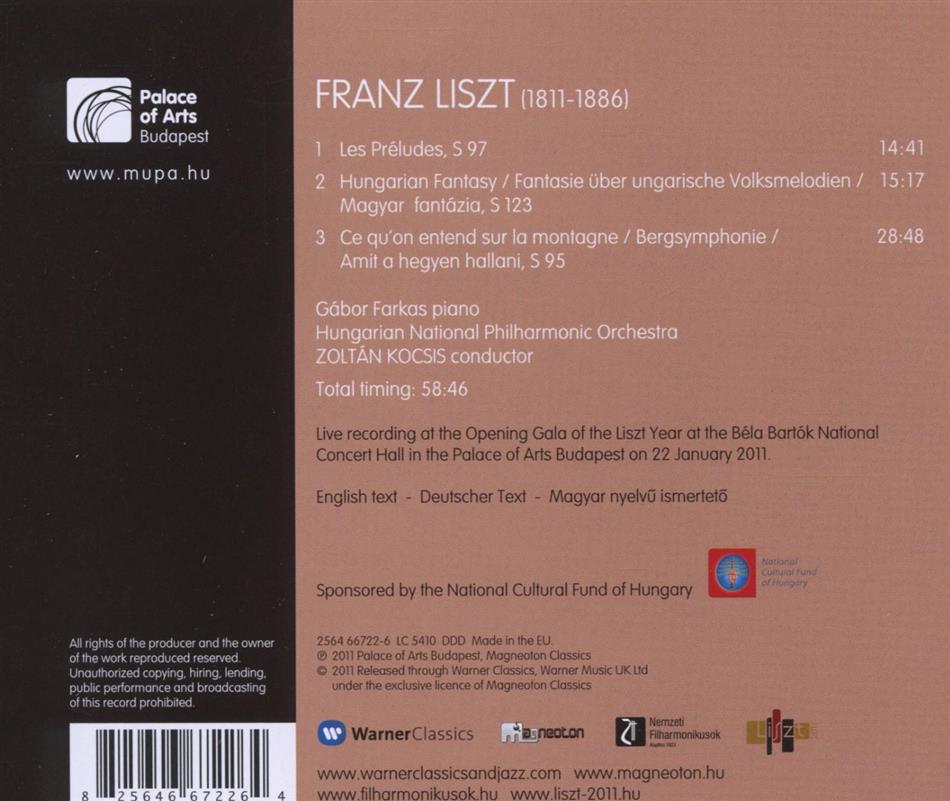 Palace
of Arts
Budapest
www.mupa.hu
FRANZ LISZT (1811-1886)
1 Les Préludes, S 97 14:41
2 Hungarian Fantasy / Fantasie über ungarische Volksmelodien / 15:17
Magyar fantázia, S 123
3 Ce qu'on entend sur la montagne / Bergsymphonie / 28:48
Amit a hegyen hallani, S 95
Gábor Farkas piano
Hungarian National Philharmonic Orchestra
ZOLTÁN KOCSIS conductor
Total timing: 58:46
Live recording at the Opening Gala of the Liszt Year at the Béla Bartók National
Concert Hall in the Palace of Arts Budapest on 22 January 2011.
English text - Deutscher Text - Magyar nyelvű ismertető
Sponsored by the National Cultural Fund of Hungary
National
Cultural Fund
of Hungary
All rights of the producer and the owner
of the work reproduced reserved.
Unauthorized copying, hiring, lending,
public performance and broadcasting
of this record prohibited.
2564 66722-6 LC 5410 DDD Made in the EU.
℗ 2011 Palace of Arts Budapest, Magneoton Classics
© 2011 Released through Warner Classics, Warner Music UK Ltd
under the exclusive licence of Magneoton Classics
WarnerClassics
Magneoton
Nemzeti
Filharmonikusok
Liszt
www.warnerclassicsandjazz.com www.magneoton.hu
www.filharmonikusok.hu www.liszt-2011.hu
8 25646 67226 4